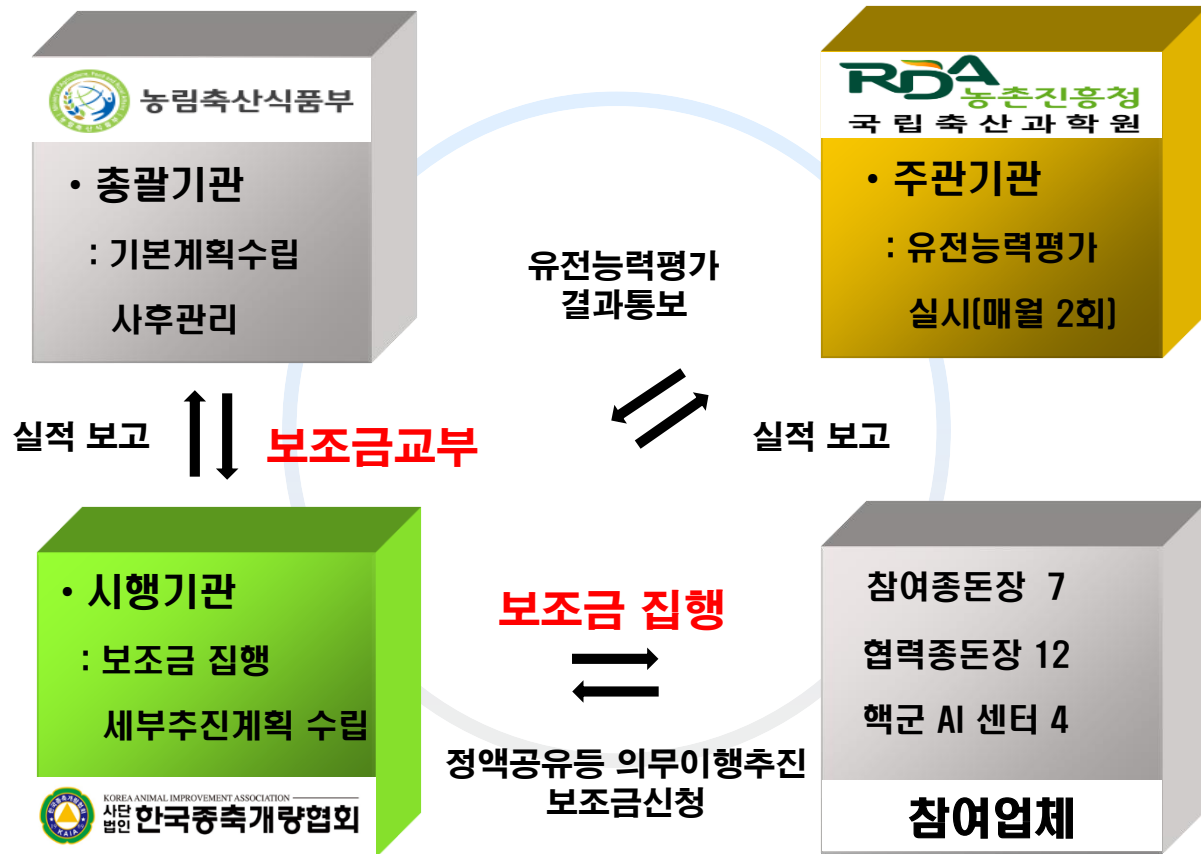 농림축산식품부
• 총괄기관
: 기본계획수립
사후관리
RDA
농촌진흥청
국립축산과학원
• 주관기관
: 유전능력평가
실시(매월 2회)
유전능력평가
결과통보
실적 보고
보조금교부
실적 보고
• 시행기관
: 보조금 집행
세부추진계획 수립
KOREA ANIMAL IMPROVEMENT ASSOCIATION
사단법인 한국종축개량협회
KAIA
보조금 집행
정액공유등 의무이행추진
보조금신청
참여종돈장 7
협력종돈장 12
핵군 AI 센터 4
참여업체